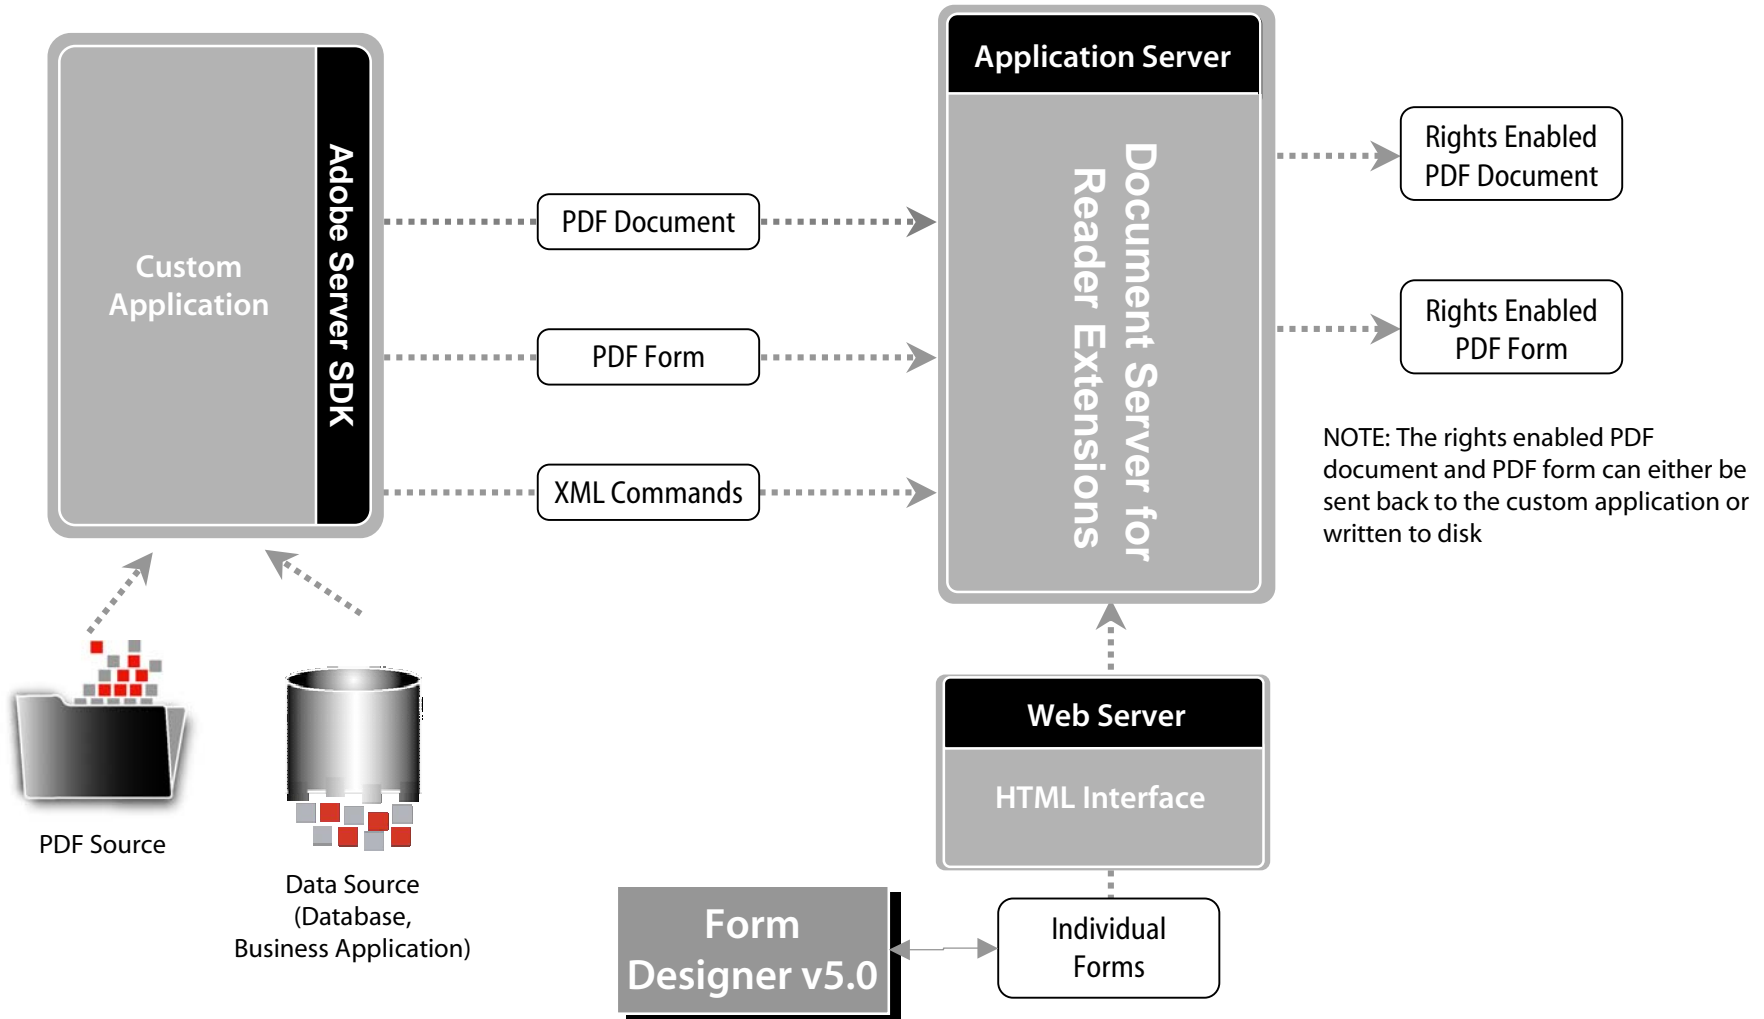 Custom
Application
Adobe Server SDK
PDF Document
PDF Form
XML Commands
Application Server
Document Server for
Reader Extensions
Rights Enabled
PDF Document
Rights Enabled
PDF Form
NOTE: The rights enabled PDF
document and PDF form can either be
sent back to the custom application or
written to disk
PDF Source
Data Source
(Database,
Business Application)
Web Server
HTML Interface
Form
Designer v5.0
Individual
Forms